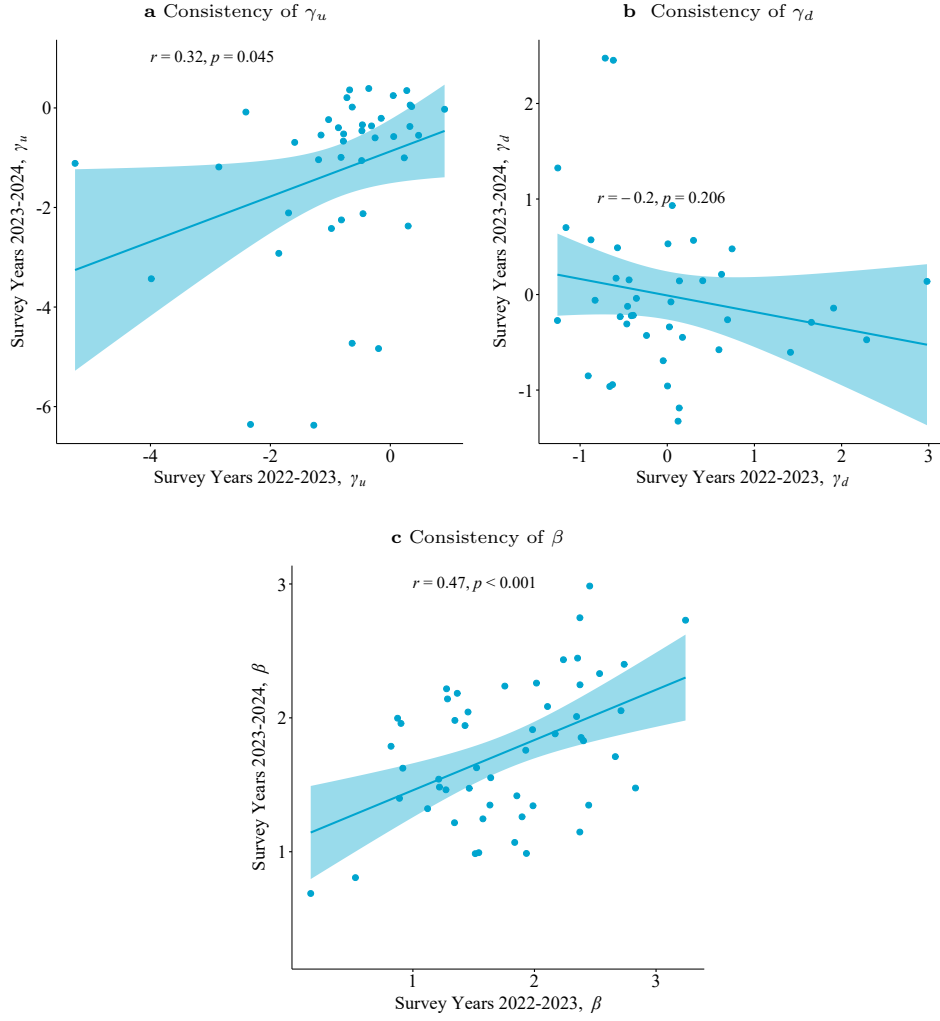 a Consistency of γu
r = 0.32, p = 0.045
0
-2
-4
-6
Survey Years 2023-2024, γu
-4 -2 0
Survey Years 2022-2023, γu
b Consistency of γd
r = − 0.2, p = 0.206
2
1
0
-1
Survey Years 2023-2024, γd
-1 0 1 2 3
Survey Years 2022-2023, γd
c Consistency of β
r = 0.47, p < 0.001
3
2
1
Survey Years 2023-2024, β
1 2 3
Survey Years 2022-2023, β